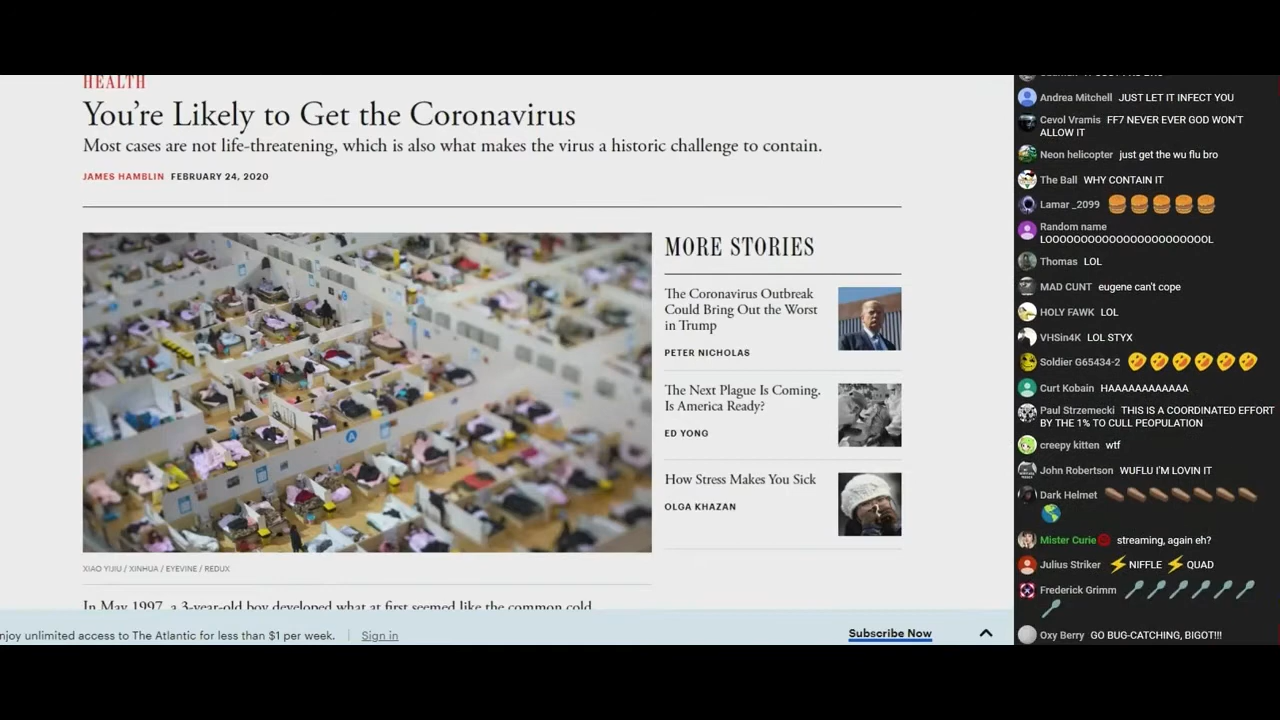 HEALTH
You're Likely to Get the Coronavirus
Most cases are not life-threatening, which is also what makes the virus a historic challenge to contain.
JAMES HAMBLIN FEBRUARY 24, 2020
XIAO YIJIU / XINHUA / EYEVINE / REDUX
In May 1997, a 3-year-old boy developed what at first seemed like the common cold.
MORE STORIES
The Coronavirus Outbreak
Could Bring Out the Worst
in Trump
PETER NICHOLAS
The Next Plague Is Coming.
Is America Ready?
ED YONG
How Stress Makes You Sick
OLGA KHAZAN
njoy unlimited access to The Atlantic for less than $1 per week. | Sign in
Subscribe Now
Andrea Mitchell JUST LET IT INFECT YOU
Cevol Vramis FF7 NEVER EVER GOD WON'T
ALLOW IT
Neon helicopter just get the wu flu bro
The Ball WHY CONTAIN IT
Lamar _2099 🍔🍔🍔🍔🍔
Random name
LOOOOOOOOOOOOOOOOOOOOOOOL
Thomas LOL
MAD CUNT eugene can't cope
HOLY FAWK LOL
VHSin4K LOL STYX
Soldier G65434-2
Curt Kobain HAAAAAAAAAAAA
Paul Strzemecki THIS IS A COORDINATED EFFORT
BY THE 1% TO CULL PEOPULATION
creepy kitten wtf
John Robertson WUFLU I'M LOVIN IT
Dark Helmet
Mister Curie streaming, again eh?
Julius Striker ⚡NIFFLE ⚡QUAD
Frederick Grimm
Oxy Berry GO BUG-CATCHING, BIGOT!!!